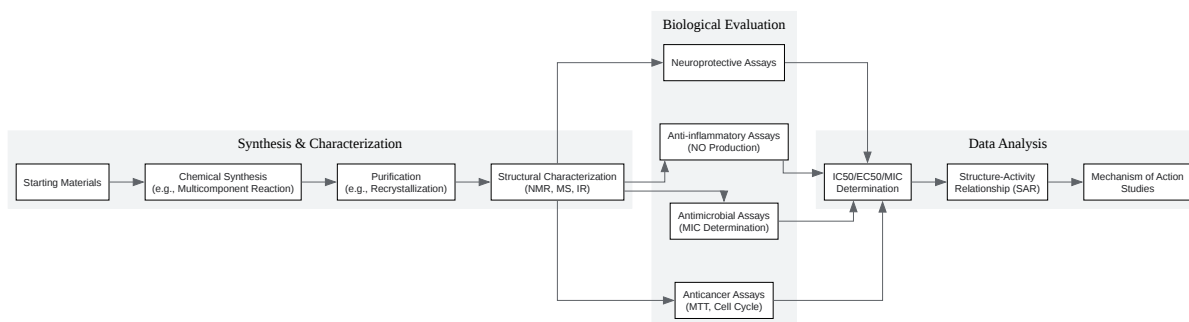 Biological Evaluation
Neuroprotective Assays
Synthesis & Characterization
Anti-inflammatory Assays
(NO Production)
Data Analysis
Starting Materials
Chemical Synthesis
(e.g., Multicomponent Reaction)
Purification
(e.g., Recrystallization)
Structural Characterization
(NMR, MS, IR)
IC50/EC50/MIC
Determination
Structure-Activity
Relationship (SAR)
Mechanism of Action
Studies
Antimicrobial Assays
(MIC Determination)
Anticancer Assays
(MTT, Cell Cycle)